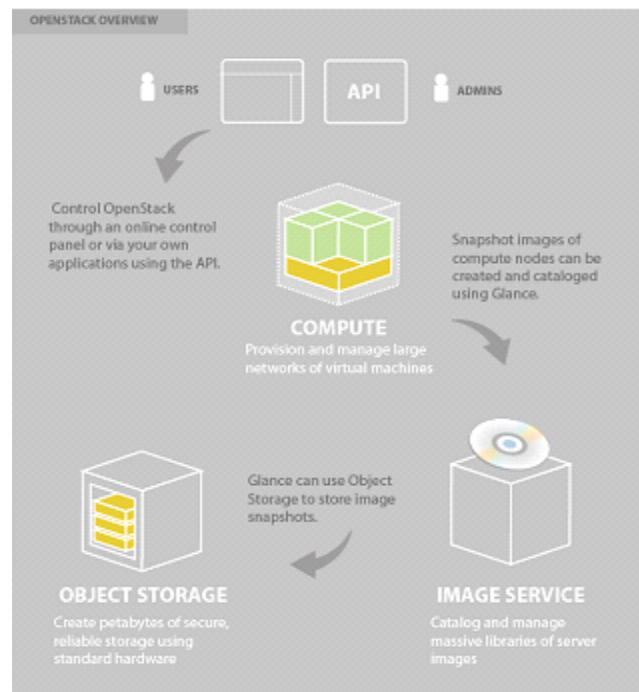 OPENSTACK OVERVIEW
USERS
API
ADMINS
Control OpenStack
through an online control
panel or via your own
applications using the API.
Snapshot images of
compute nodes can be
created and cataloged
using Glance.
COMPUTE
Provision and manage large
networks of virtual machines
Glance can use Object
Storage to store image
snapshots.
OBJECT STORAGE
Create petabytes of secure,
reliable storage using
standard hardware
IMAGE SERVICE
Catalog and manage
massive libraries of server
images